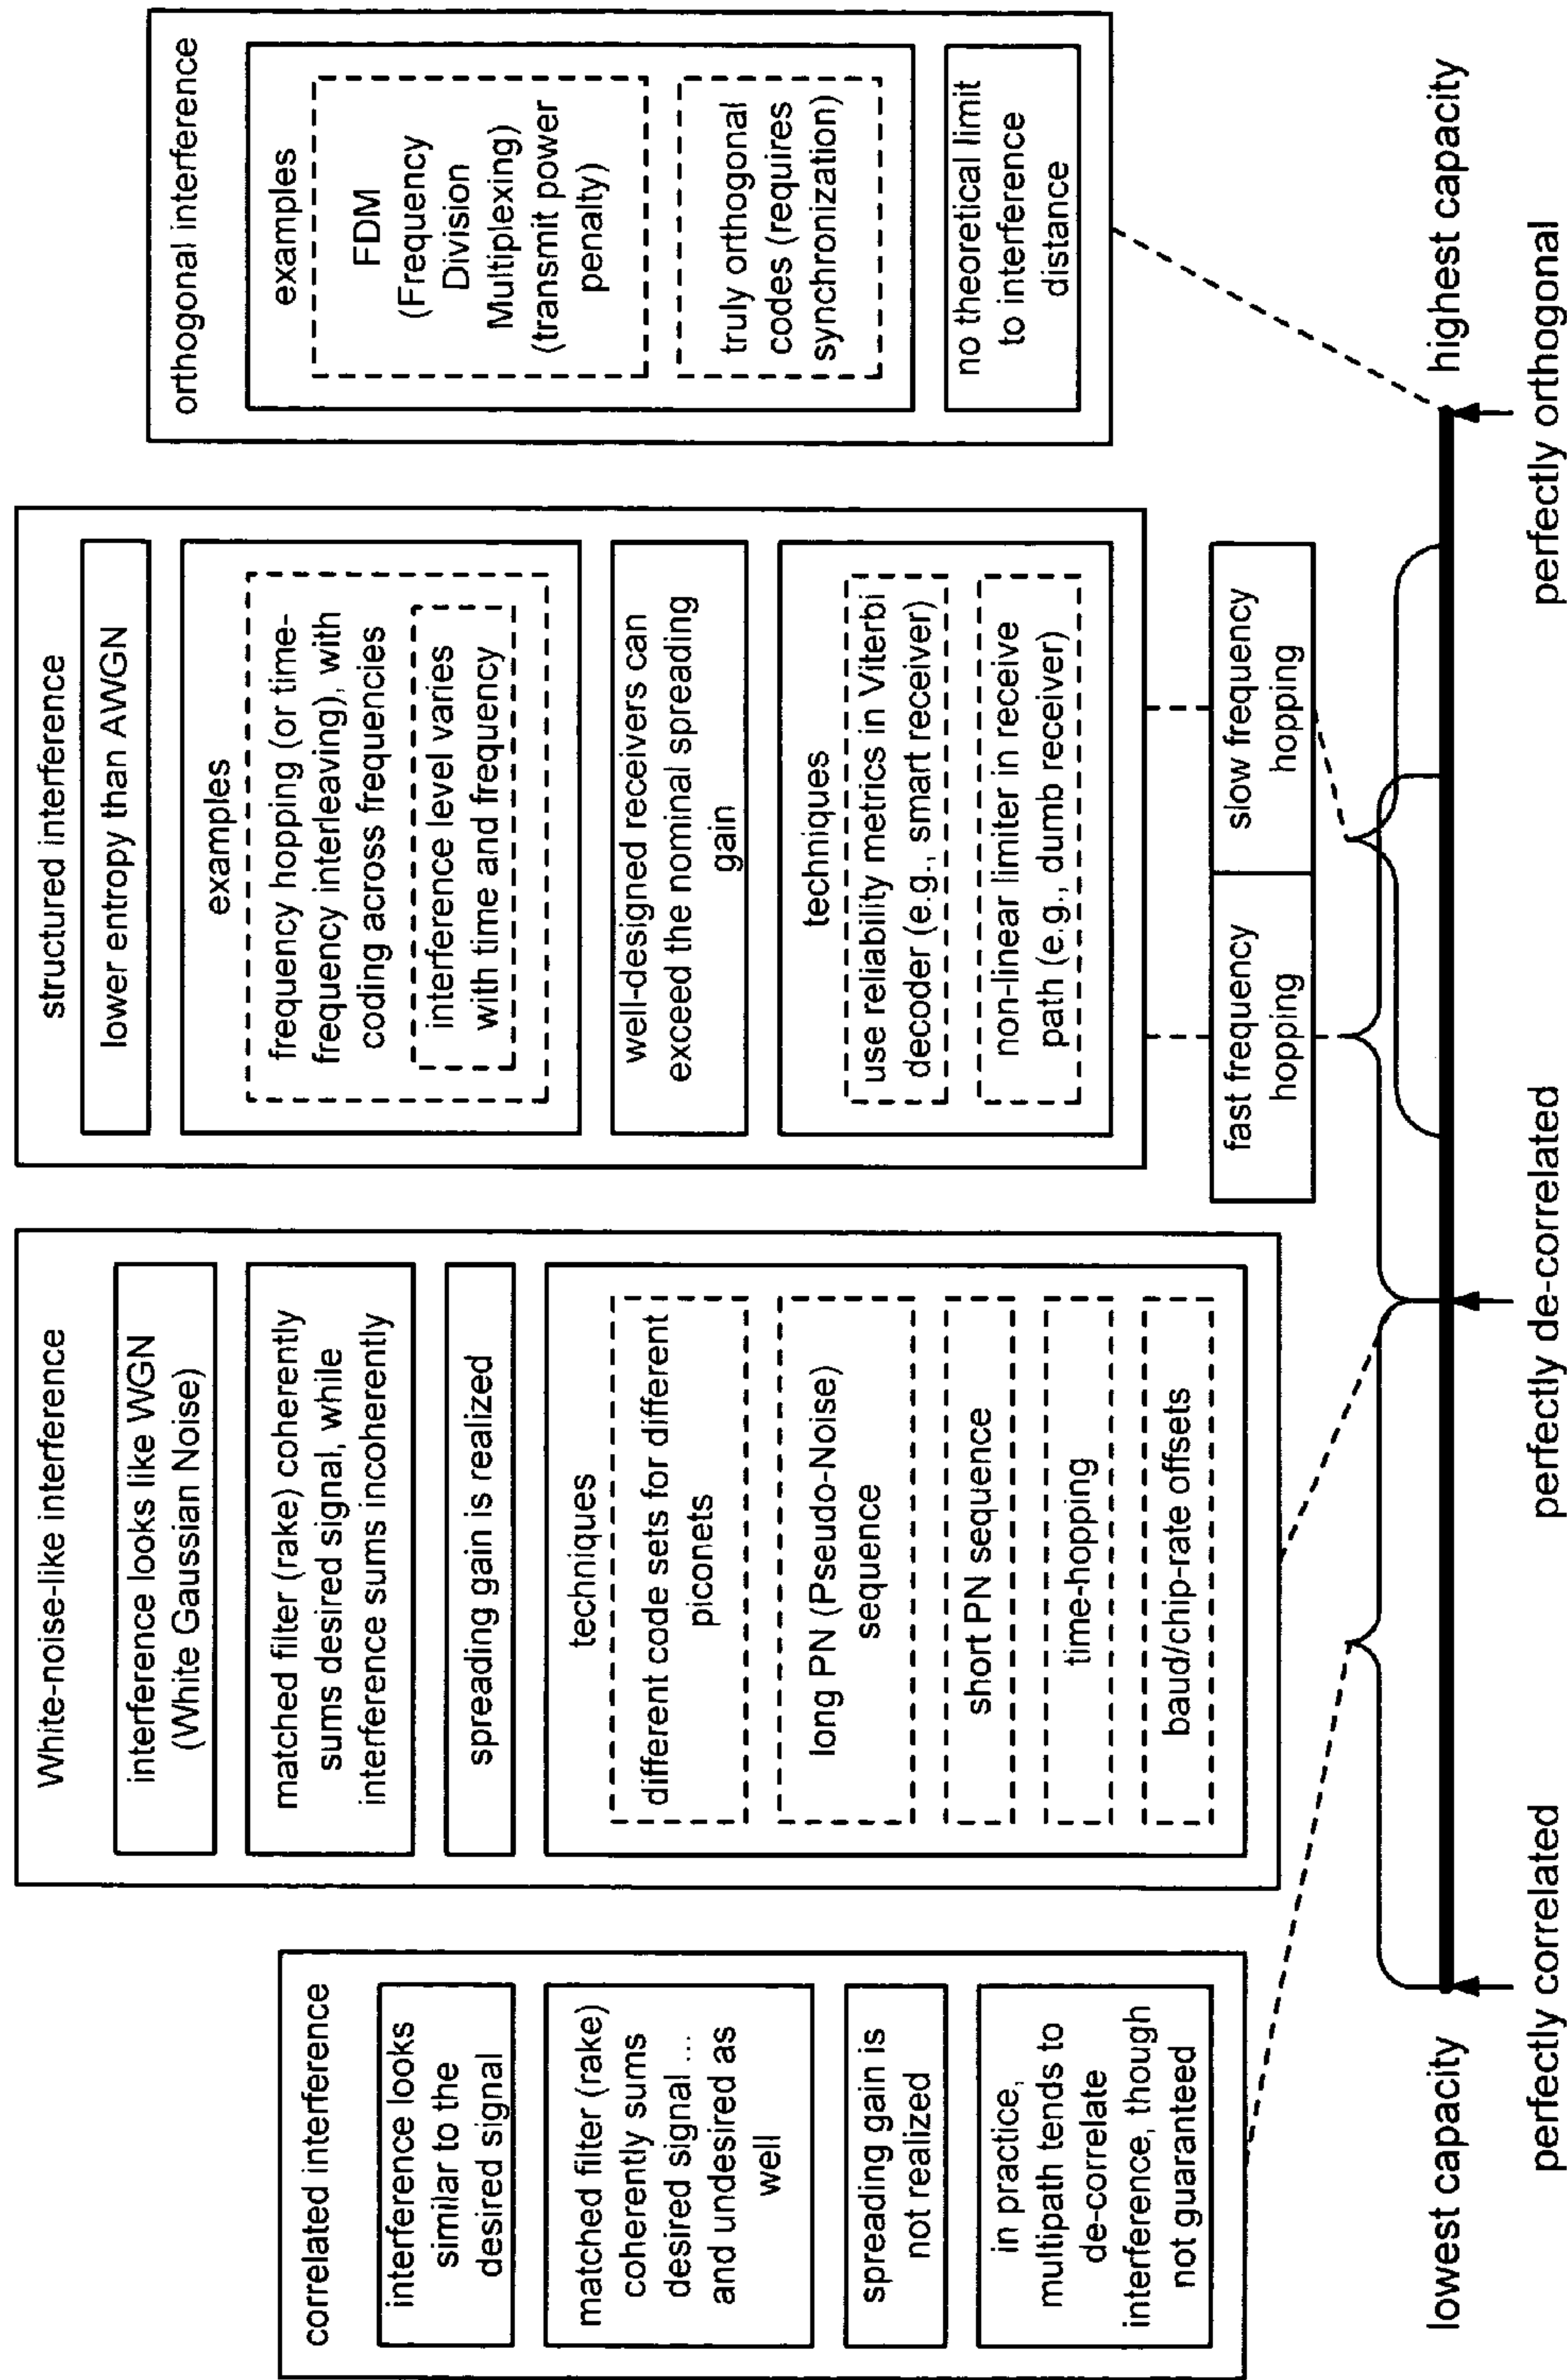 correlated interference
interference looks
similar to the
desired signal
matched filter (rake)
coherently sums
desired signal ...
and undesired as
well
spreading gain is
not realized
in practice,
multipath tends to
de-correlate
interference, though
not guaranteed
White-noise-like interference
interference looks like WGN
(White Gaussian Noise)
matched filter (rake) coherently
sums desired signal, while
interference sums incoherently
spreading gain is realized
techniques
different code sets for different
piconets
long PN (Pseudo-Noise)
sequence
short PN sequence
time-hopping
baud/chip-rate offsets
structured interference
lower entropy than AWGN
examples
frequency hopping (or time-
frequency interleaving), with
coding across frequencies
interference level varies
with time and frequency
well-designed receivers can
exceed the nominal spreading
gain
techniques
use reliability metrics in Viterbi
decoder (e.g., smart receiver)
non-linear limiter in receive
path (e.g., dumb receiver)
fast frequency
hopping
slow frequency
hopping
orthogonal interference
examples
FDM
(Frequency
Division
Multiplexing)
(transmit power
penalty)
truly orthogonal
codes (requires
synchronization)
no theoretical limit
to interference
distance
lowest capacity
highest capacity
perfectly correlated
perfectly de-correlated
perfectly orthogonal